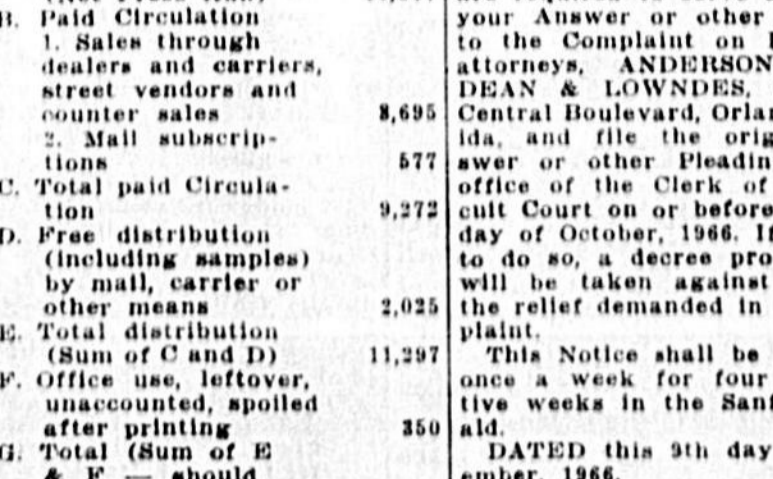 B. Paid Circulation
1. Sales through
dealers and carriers,
street vendors and
counter sales 8,695
2. Mail subscrip-
tions 577
C. Total paid Circula-
tion 9,272
D. Free distribution
(including samples)
by mail, carrier or
other means 2,025
E. Total distribution
(Sum of C and D) 11,297
F. Office use, leftover,
unaccounted, spoiled
after printing 350
G. Total (Sum of E
& F — should
your Answer or other
to the Complaint on
attorneys, ANDERSON
DEAN & LOWNDES,
Central Boulevard, Orlan
ida, and file the orig
swer or other Pleadin
office of the Clerk of
cuit Court on or before
day of October, 1966. If
to do so, a decree pro
will be taken against
the relief demanded in
plaint.
This Notice shall be
once a week for four
tive weeks in the Sanf
ald.
DATED this 9th day
ember, 1966.